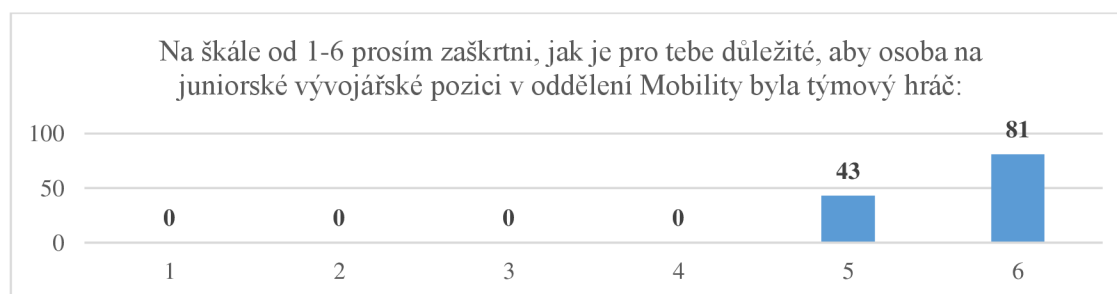 Na škále od 1-6 prosím zaškrtni, jak je pro tebe důležité, aby osoba na
juniorské vývojářské pozici v oddělení Mobility byla týmový hráč:
100
50
0
0 0 0 0 43 81
1 2 3 4 5 6